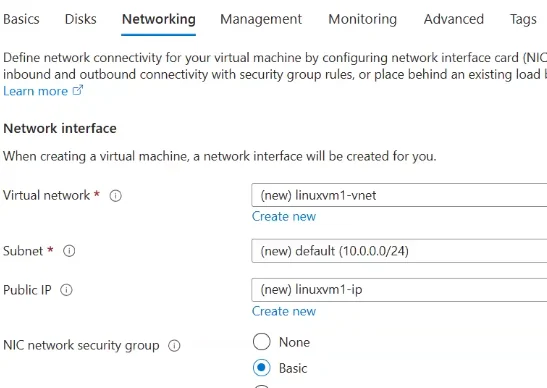 Basics Disks Networking Management Monitoring Advanced Tags
Define network connectivity for your virtual machine by configuring network interface card (NIC
inbound and outbound connectivity with security group rules, or place behind an existing load
Learn more
Network interface
When creating a virtual machine, a network interface will be created for you.
Virtual network * (new) linuxvm1-vnet
Create new
Subnet * (new) default (10.0.0.0/24)
Public IP (new) linuxvm1-ip
Create new
NIC network security group None
Basic